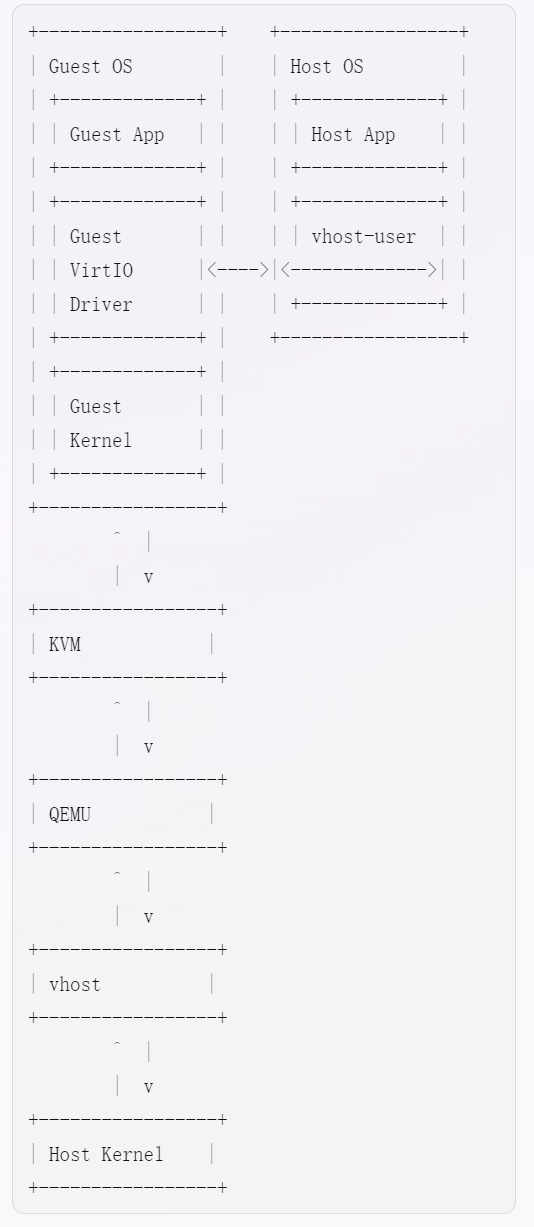 +-----------------+    +-----------------+
| Guest OS        |    | Host OS         |
| +-------------+ |    | +-------------+ |
| | Guest App   | |    | | Host App    | |
| +-------------+ |    | +-------------+ |
| +-------------+ |    | +-------------+ |
| | Guest       | |    | | vhost-user  | |
| | VirtIO      |<---->|<------------->| |
| | Driver      | |    | +-------------+ |
| +-------------+ |    +-----------------+
| +-------------+ |
| | Guest       | |
| | Kernel      | |
| +-------------+ |
+-----------------+
        ^  |
        |  v
+-----------------+
| KVM            |
+-----------------+
        ^  |
        |  v
+-----------------+
| QEMU           |
+-----------------+
        ^  |
        |  v
+-----------------+
| vhost          |
+-----------------+
        ^  |
        |  v
+-----------------+
| Host Kernel    |
+-----------------+